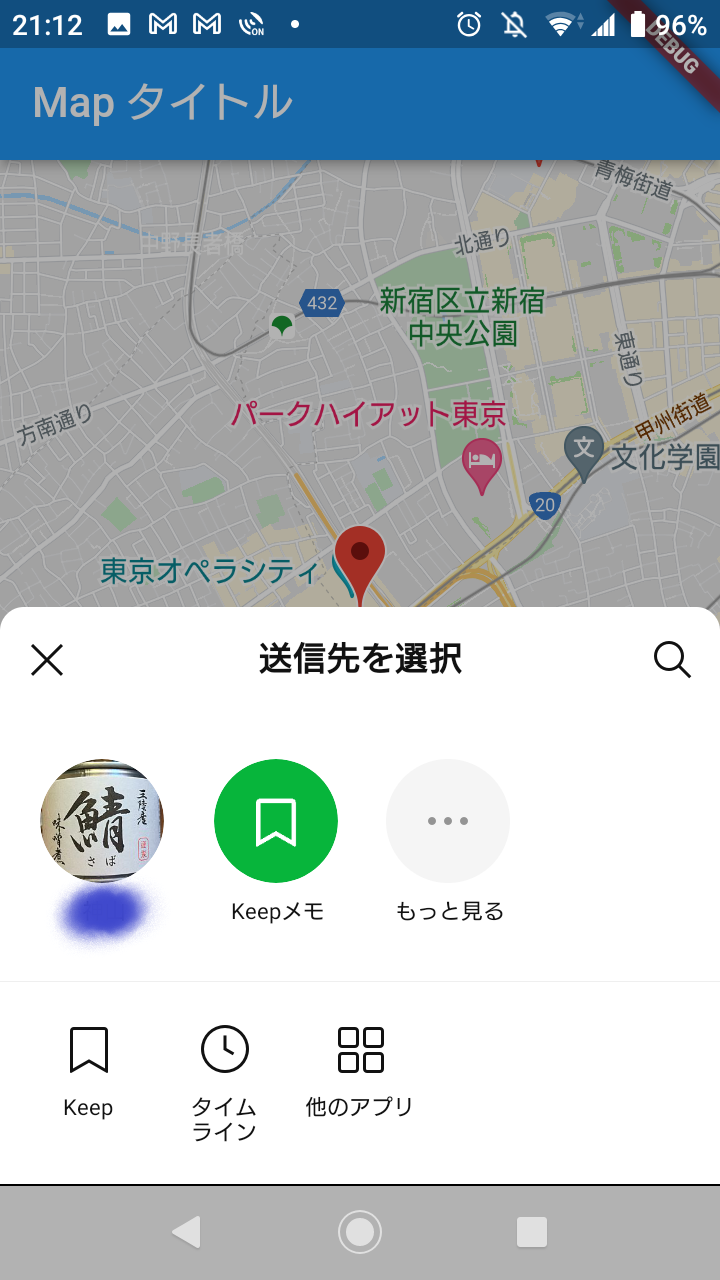 21:12
ON
96%
DEBUG
Map タイトル
青梅街道
中野長者橋
北通り
432
新宿区立新宿
中央公園
東通り
パークハイアット東京
方南通り
甲州街道
文
文化学園
20
東京オペラシティ
送信先を選択
三陸産
鯖
さば
味噌煮
Keepメモ
もっと見る
Keep
タイム
ライン
他のアプリ